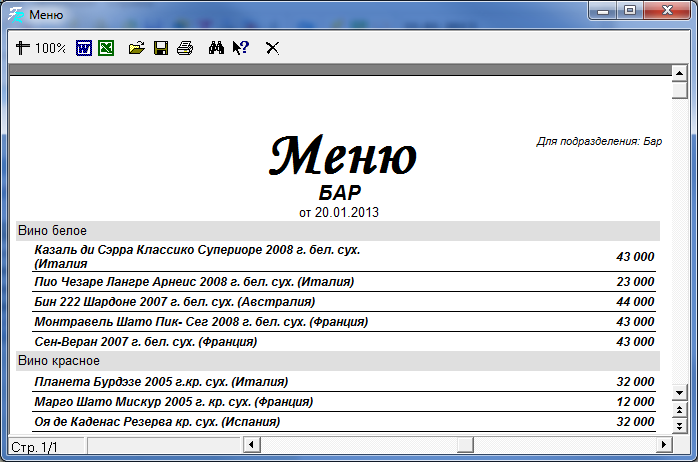 Меню
100%
Меню
Для подразделения: Бар
БАР
от 20.01.2013
Вино белое
Казаль ди Сэрра Классико Супериоре 2008 г. бел. сух. (Италия 43 000
Пио Чезаре Лангре Арнеис 2008 г. бел. сух. (Италия) 23 000
Бин 222 Шардоне 2007 г. бел. сух. (Австралия) 44 000
Монтравель Шато Пик- Сег 2008 г. бел. сух. (Франция) 43 000
Сен-Веран 2007 г. бел. сух. (Франция) 43 000
Вино красное
Планета Бурдэзе 2005 г.кр. сух. (Италия) 32 000
Марго Шато Мискур 2005 г. кр. сух. (Франция) 12 000
Оя де Каденас Резерва кр. сух. (Испания) 32 000
Стр. 1/1